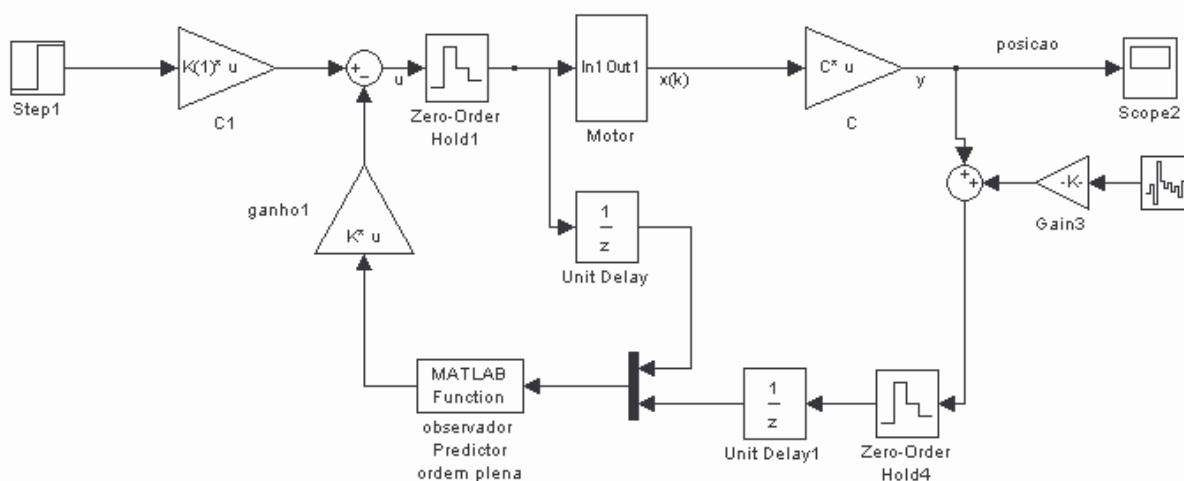 Step1
K(1)* u
C1
+
−
u
Zero-Order
Hold1
In1 Out1
Motor
x(k)
C* u
C
y
posicao
Scope2
+
+
-K-
Gain3
ganho1
K* u
1
z
Unit Delay
MATLAB
Function
observador
Predictor
ordem plena
1
z
Unit Delay1
Zero-Order
Hold4